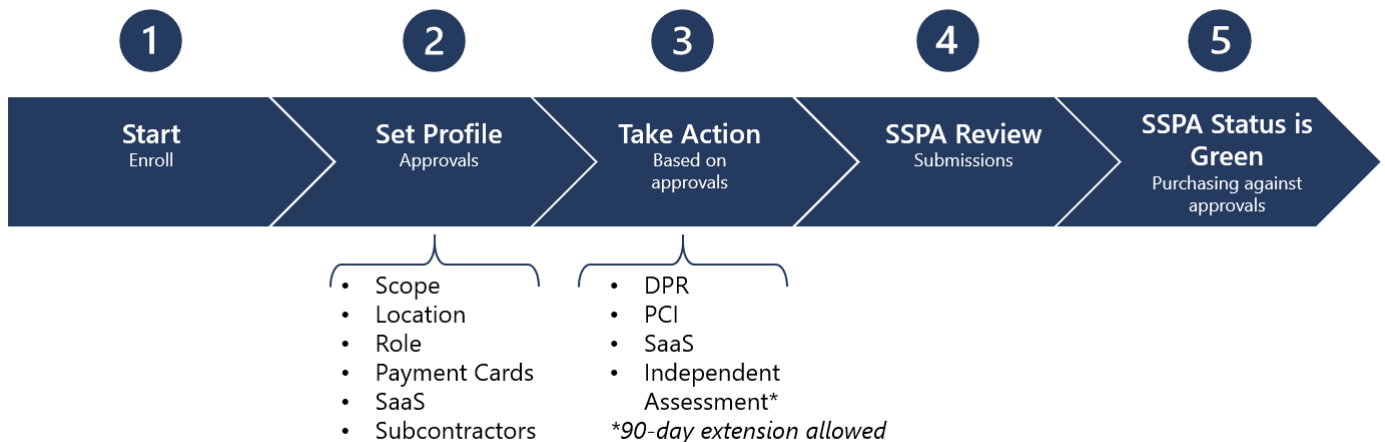 1
2
3
4
5
Start
Enroll
Set Profile
Approvals
Take Action
Based on
approvals
SSPA Review
Submissions
SSPA Status is
Green
Purchasing against
approvals
• Scope
• Location
• Role
• Payment Cards
• SaaS
• Subcontractors
• DPR
• PCI
• SaaS
• Independent
Assessment*
*90-day extension allowed